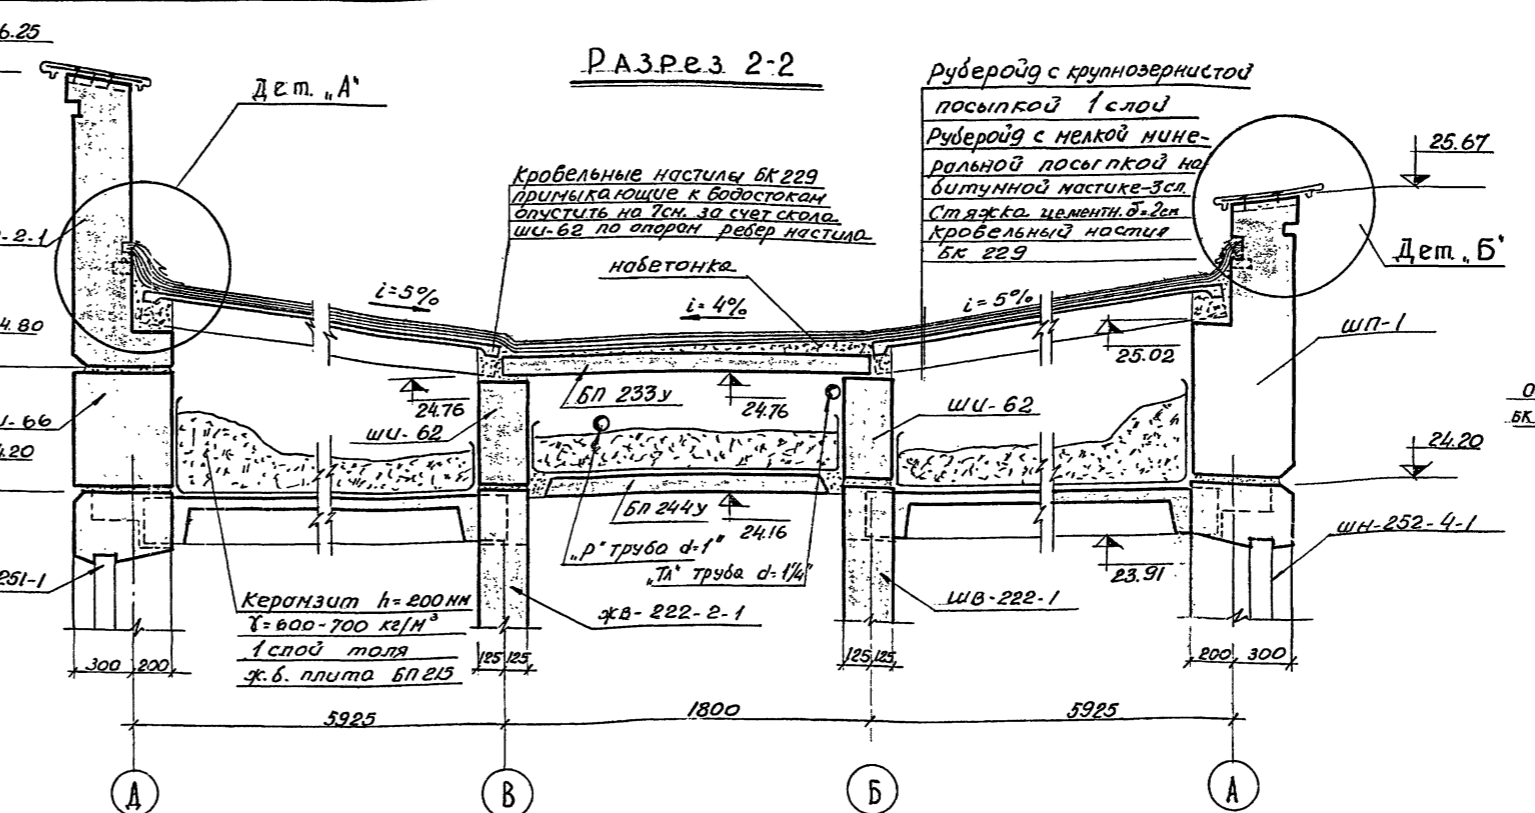 6.25
Разрез 2-2
Дет. „А"
Руберойд с крупнозернистой
посыпкой 1 слой
Руберойд с мелкой мине-
ральной посыпкой на
битумной мастике-3сл.
Стяжка цементн. δ=2см
Кровельный настил
БК 229
25.67
Дет. „Б"
Кровельные настилы БК 229
примыкающие к водостокам
опустить на 7см. за счет скола
ши-62 по опорам ребер настила
-2-1
набетонка
i=5%
i=4%
i=5%
4.80
25.02
ШП-1
24.76
БП 233у
24.76
ШИ-62
ШИ-62
И-66
4.20
24.20
О
БК
БП 244у
24.16
„Р" труба d=1"
„Тл" труба d=1¼"
23.91
ШН-252-4-1
251-1
Керамзит h=200мм
γ=600-700 кг/м³
1 слой толя
ж.б. плита БП 215
ЖВ-222-2-1
ШВ-222-1
300 200
125 125
125 125
200 300
5925
1800
5925
Д
В
Б
А